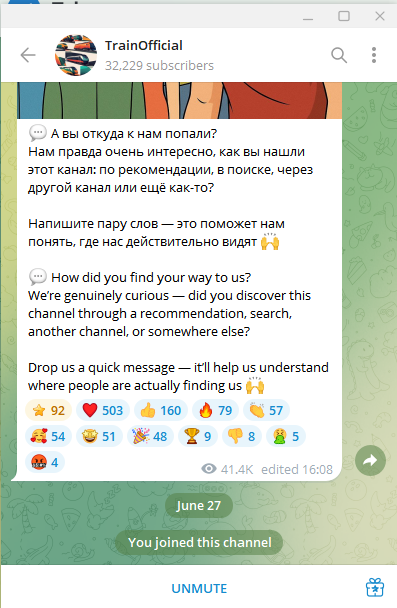 TrainOfficial
32,229 subscribers
💬 А вы откуда к нам попали?
Нам правда очень интересно, как вы нашли
этот канал: по рекомендации, в поиске, через
другой канал или ещё как-то?
Напишите пару слов — это поможет нам
понять, где нас действительно видят 🙌
💬 How did you find your way to us?
We’re genuinely curious — did you discover this
channel through a recommendation, search,
another channel, or somewhere else?
Drop us a quick message — it’ll help us understand
where people are actually finding us 🙌
⭐ 92 ❤️ 503 👍 160 🔥 79 👏 57
🥰 54 🤩 51 🎉 48 🏆 9 👎 8 🤮 5
🤬 4
41.4K edited 16:08
June 27
You joined this channel
UNMUTE